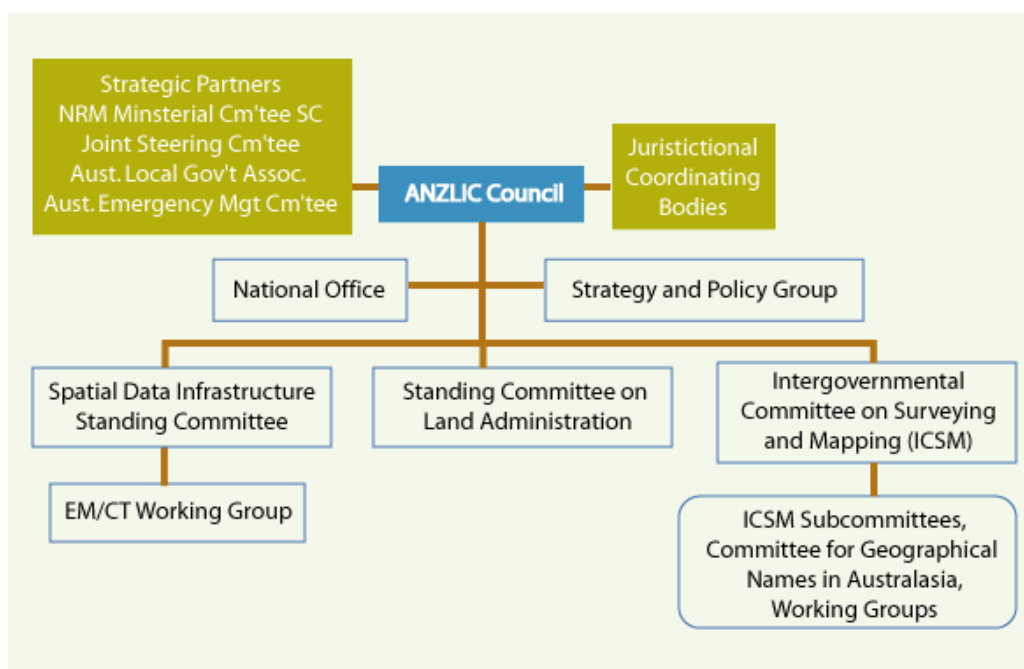 Strategic Partners
NRM Minsterial Cm'tee SC
Joint Steering Cm'tee
Aust. Local Gov't Assoc.
Aust. Emergency Mgt Cm'tee
ANZLIC Council
Juristictional
Coordinating
Bodies
National Office
Strategy and Policy Group
Spatial Data Infrastructure
Standing Committee
Standing Committee on
Land Administration
Intergovernmental
Committee on Surveying
and Mapping (ICSM)
EM/CT Working Group
ICSM Subcommittees,
Committee for Geographical
Names in Australasia,
Working Groups